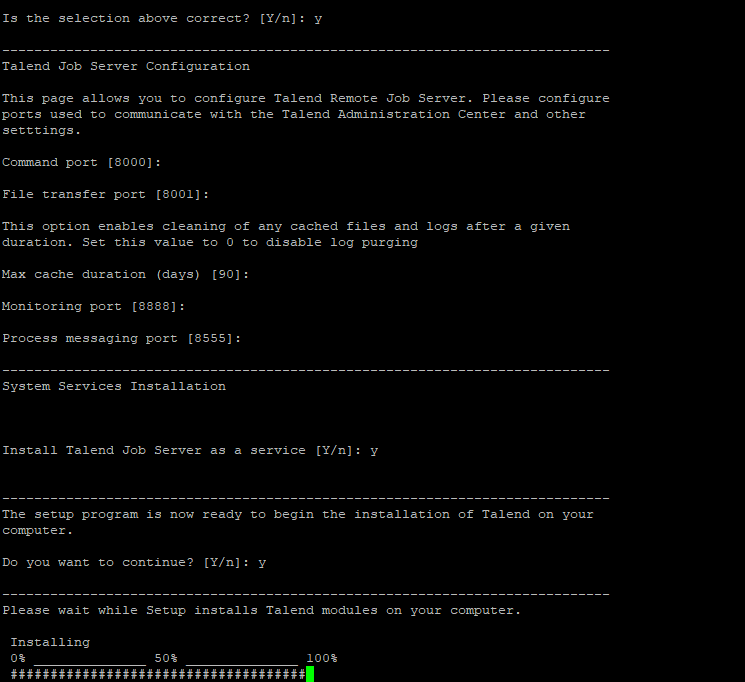 Is the selection above correct? [Y/n]: y
----------------------------------------------------------------------------
Talend Job Server Configuration
This page allows you to configure Talend Remote Job Server. Please configure
ports used to communicate with the Talend Administration Center and other
setttings.
Command port [8000]:
File transfer port [8001]:
This option enables cleaning of any cached files and logs after a given
duration. Set this value to 0 to disable log purging
Max cache duration (days) [90]:
Monitoring port [8888]:
Process messaging port [8555]:
----------------------------------------------------------------------------
System Services Installation
Install Talend Job Server as a service [Y/n]: y
----------------------------------------------------------------------------
The setup program is now ready to begin the installation of Talend on your
computer.
Do you want to continue? [Y/n]: y
----------------------------------------------------------------------------
Please wait while Setup installs Talend modules on your computer.
Installing
0% ______________ 50% ______________ 100%
#####################################